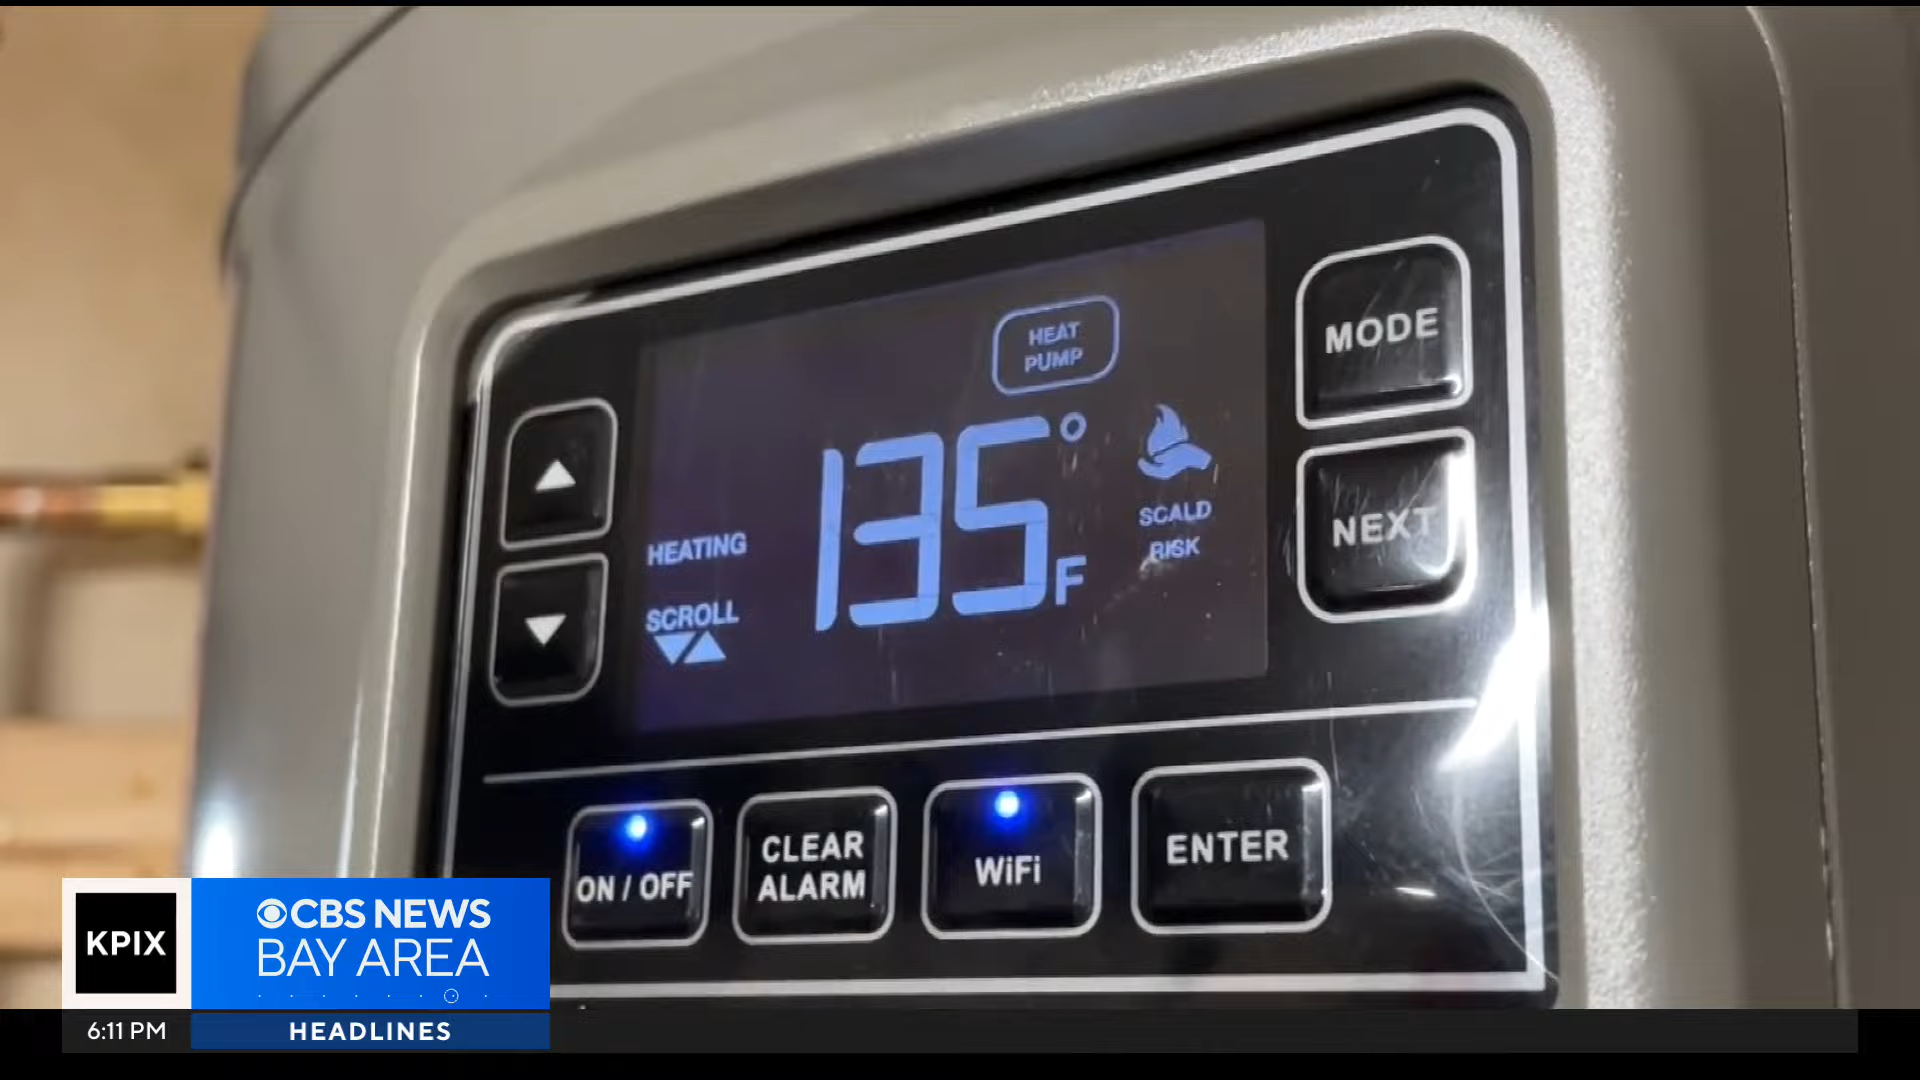 HEAT
PUMP
MODE
135°F
SCALD
RISK
NEXT
HEATING
SCROLL
ON / OFF
CLEAR
ALARM
WiFi
ENTER
KPIX
CBS NEWS
BAY AREA
6:11 PM
HEADLINES